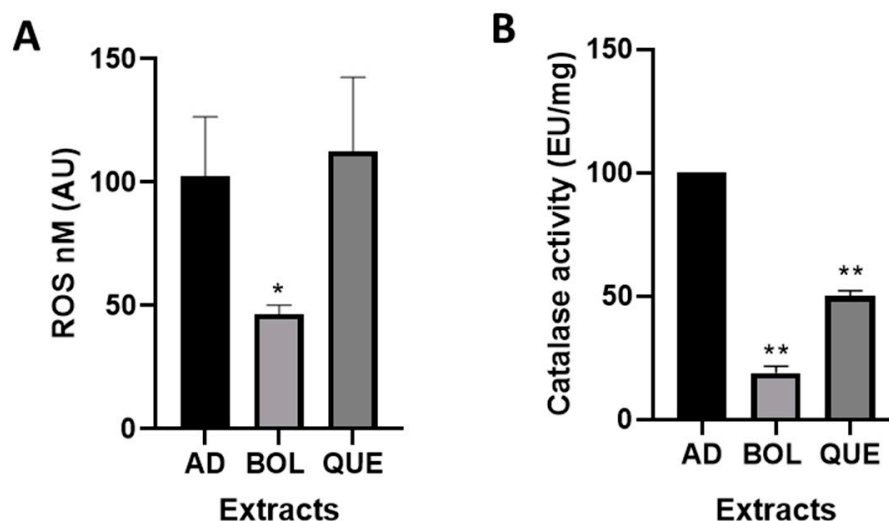 A
ROS nM (AU)
150
100
50
0
*
AD BOL QUE
Extracts
B
Catalase activity (EU/mg)
150
100
50
0
**
**
AD BOL QUE
Extracts